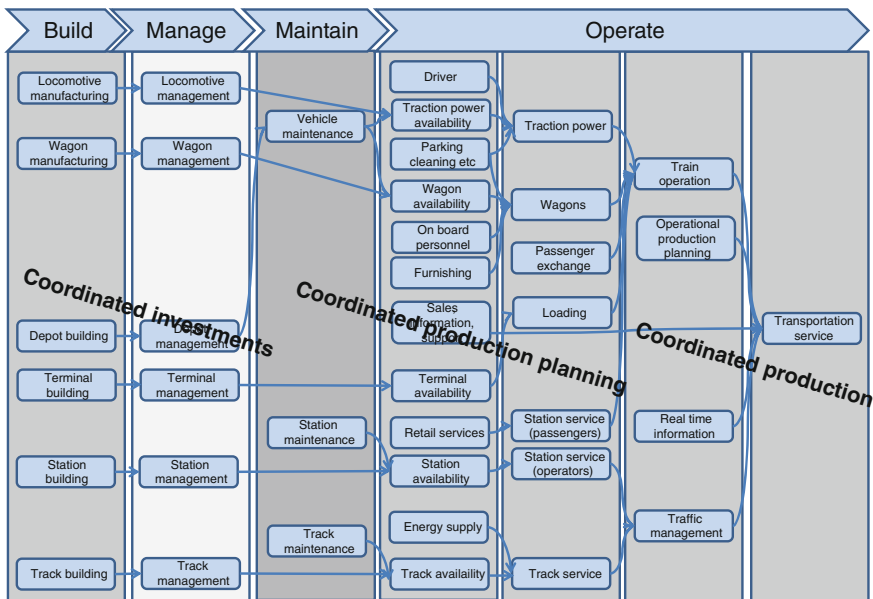 Build
Manage
Maintain
Operate
Locomotive
manufacturing
Wagon
manufacturing
Depot building
Terminal
building
Station
building
Track building
Locomotive
management
Wagon
management
Depot
management
Terminal
management
Station
management
Track
management
Vehicle
maintenance
Station
maintenance
Track
maintenance
Driver
Traction power
availability
Parking
cleaning etc
Wagon
availability
On board
personnel
Furnishing
Sales
information,
support
Terminal
availability
Retail services
Station
availability
Energy supply
Track availaility
Traction power
Wagons
Passenger
exchange
Loading
Station service
(passengers)
Station service
(operators)
Track service
Train
operation
Operational
production
planning
Real time
information
Traffic
management
Transportation
service
Coordinated investments
Coordinated production planning
Coordinated production